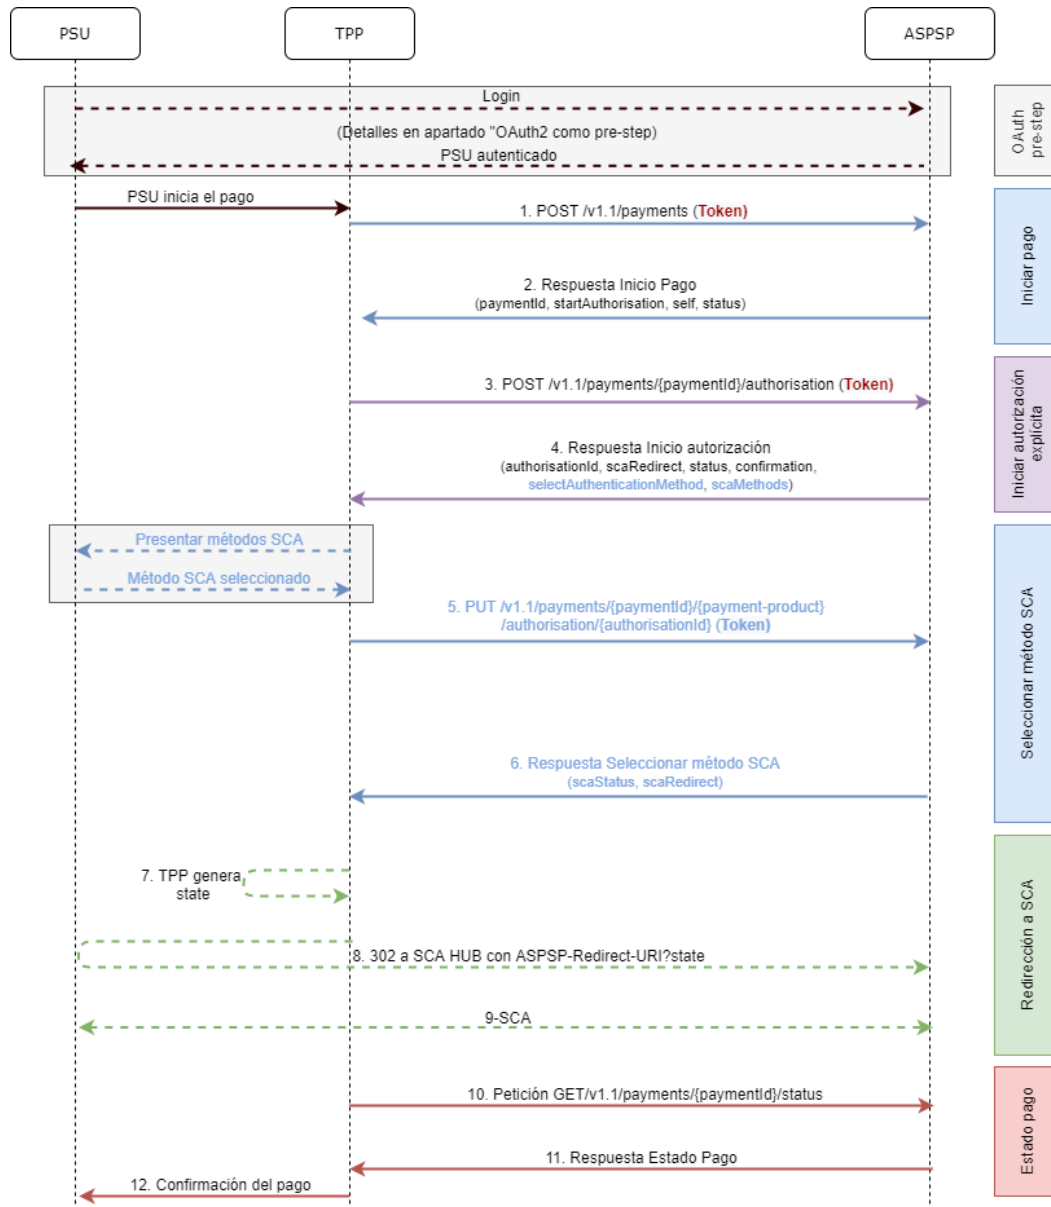 PSU
TPP
ASPSP
Login
(Detalles en apartado "OAuth2 como pre-step)
PSU autenticado
OAuth
pre-step
PSU inicia el pago
1. POST /v1.1/payments (Token)
2. Respuesta Inicio Pago
(paymentId, startAuthorisation, self, status)
Iniciar pago
3. POST /v1.1/payments/{paymentId}/authorisation (Token)
4. Respuesta Inicio autorización
(authorisationId, scaRedirect, status, confirmation,
selectAuthenticationMethod, scaMethods)
Iniciar autorización
explícita
Presentar métodos SCA
Método SCA seleccionado
5. PUT /v1.1/payments/{paymentId}/{payment-product}
/authorisation/{authorisationId} (Token)
6. Respuesta Seleccionar método SCA
(scaStatus, scaRedirect)
Seleccionar método SCA
7. TPP genera
state
8. 302 a SCA HUB con ASPSP-Redirect-URI?state
9-SCA
Redirección a SCA
10. Petición GET/v1.1/payments/{paymentId}/status
11. Respuesta Estado Pago
12. Confirmación del pago
Estado pago